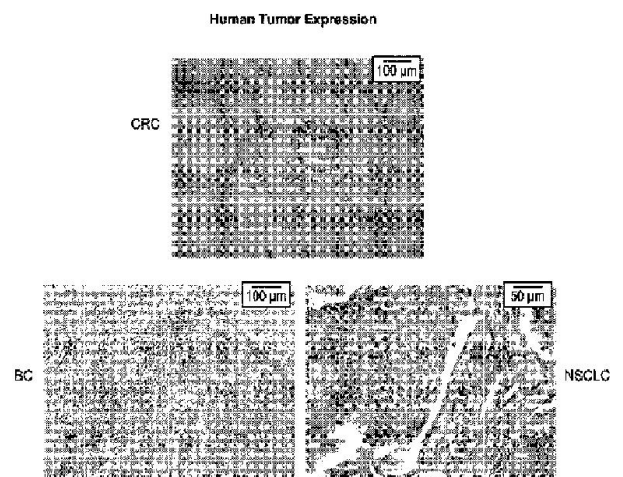 Human Tumor Expression
100 µm
CRC
100 µm
50 µm
BC
NSCLC